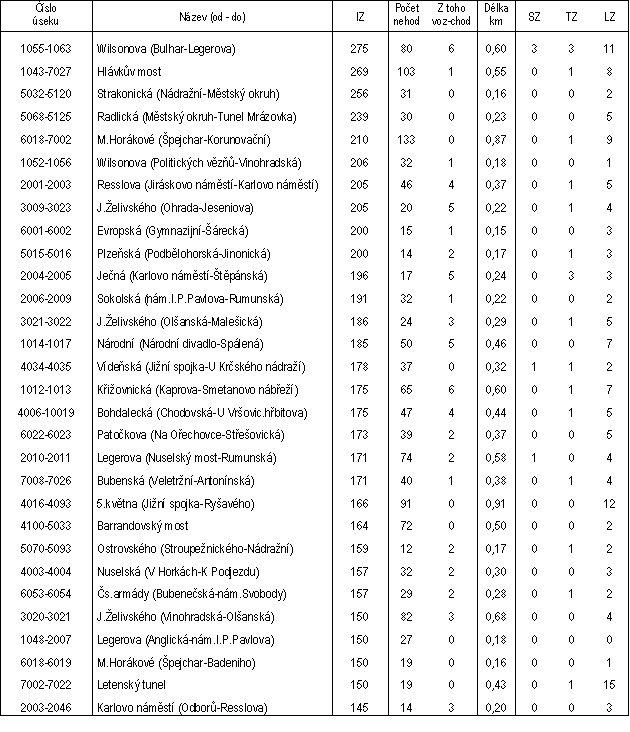 Číslo úseku Název (od - do) IZ Počet nehod Z toho voz-chod Délka km SZ TZ LZ
1055-1063 Wilsonova (Bulhar-Legerova) 275 80 6 0,60 3 3 11
1043-7027 Hlávkův most 269 103 1 0,55 0 1 8
5032-5120 Strakonická (Nádražní-Městský okruh) 256 31 0 0,16 0 0 2
5068-5125 Radlická (Městský okruh-Tunel Mrázovka) 239 30 0 0,23 0 0 5
6018-7002 M.Horákové (Špejchar-Korunovační) 210 133 0 0,87 0 1 9
1052-1056 Wilsonova (Politických vězňů-Vinohradská) 206 32 1 0,18 0 0 1
2001-2003 Resslova (Jiráskovo náměstí-Karlovo náměstí) 205 46 4 0,37 0 1 5
3009-3023 J.Želivského (Ohrada-Jeseniova) 205 20 5 0,22 0 1 4
6001-6002 Evropská (Gymnazijní-Šárecká) 200 15 1 0,15 0 0 3
5015-5016 Plzeňská (Podbělohorská-Jinonická) 200 14 2 0,17 0 1 3
2004-2005 Ječná (Karlovo náměstí-Štěpánská) 196 17 5 0,24 0 3 3
2006-2009 Sokolská (nám.I.P.Pavlova-Rumunská) 191 32 1 0,22 0 0 2
3021-3022 J.Želivského (Olšanská-Malešická) 186 24 3 0,29 0 1 5
1014-1017 Národní (Národní divadlo-Spálená) 185 50 5 0,46 0 0 7
4034-4035 Vídeňská (Jižní spojka-U Krčského nádraží) 178 37 0 0,32 1 1 2
1012-1013 Křižovnická (Kaprova-Smetanovo nábřeží) 175 65 6 0,60 0 1 7
4006-10019 Bohdalecká (Chodovská-U Vršovic.hřbitova) 175 47 4 0,44 0 1 5
6022-6023 Patočkova (Na Ořechovce-Střešovická) 173 39 2 0,37 0 0 5
2010-2011 Legerova (Nuselský most-Rumunská) 171 74 2 0,58 1 0 4
7008-7026 Bubenská (Veletržní-Antonínská) 171 40 1 0,38 0 1 4
4016-4093 5.května (Jižní spojka-Ryšavého) 166 91 0 0,91 0 0 12
4100-5033 Barrandovský most 164 72 0 0,50 0 0 2
5070-5093 Ostrovského (Stroupežnického-Nádražní) 159 12 2 0,17 0 1 2
4003-4004 Nuselská (V Horkách-K Podjezdu) 157 32 2 0,30 0 0 3
6053-6054 Čs.armády (Bubenečská-nám.Svobody) 157 29 2 0,28 0 1 2
3020-3021 J.Želivského (Vinohradská-Olšanská) 150 82 3 0,68 0 0 4
1048-2007 Legerova (Anglická-nám.I.P.Pavlova) 150 27 0 0,18 0 0 0
6018-6019 M.Horákové (Špejchar-Badeniho) 150 19 0 0,16 0 0 1
7002-7022 Letenský tunel 150 19 0 0,43 0 1 15
2003-2046 Karlovo náměstí (Odborů-Resslova) 145 14 3 0,20 0 0 3